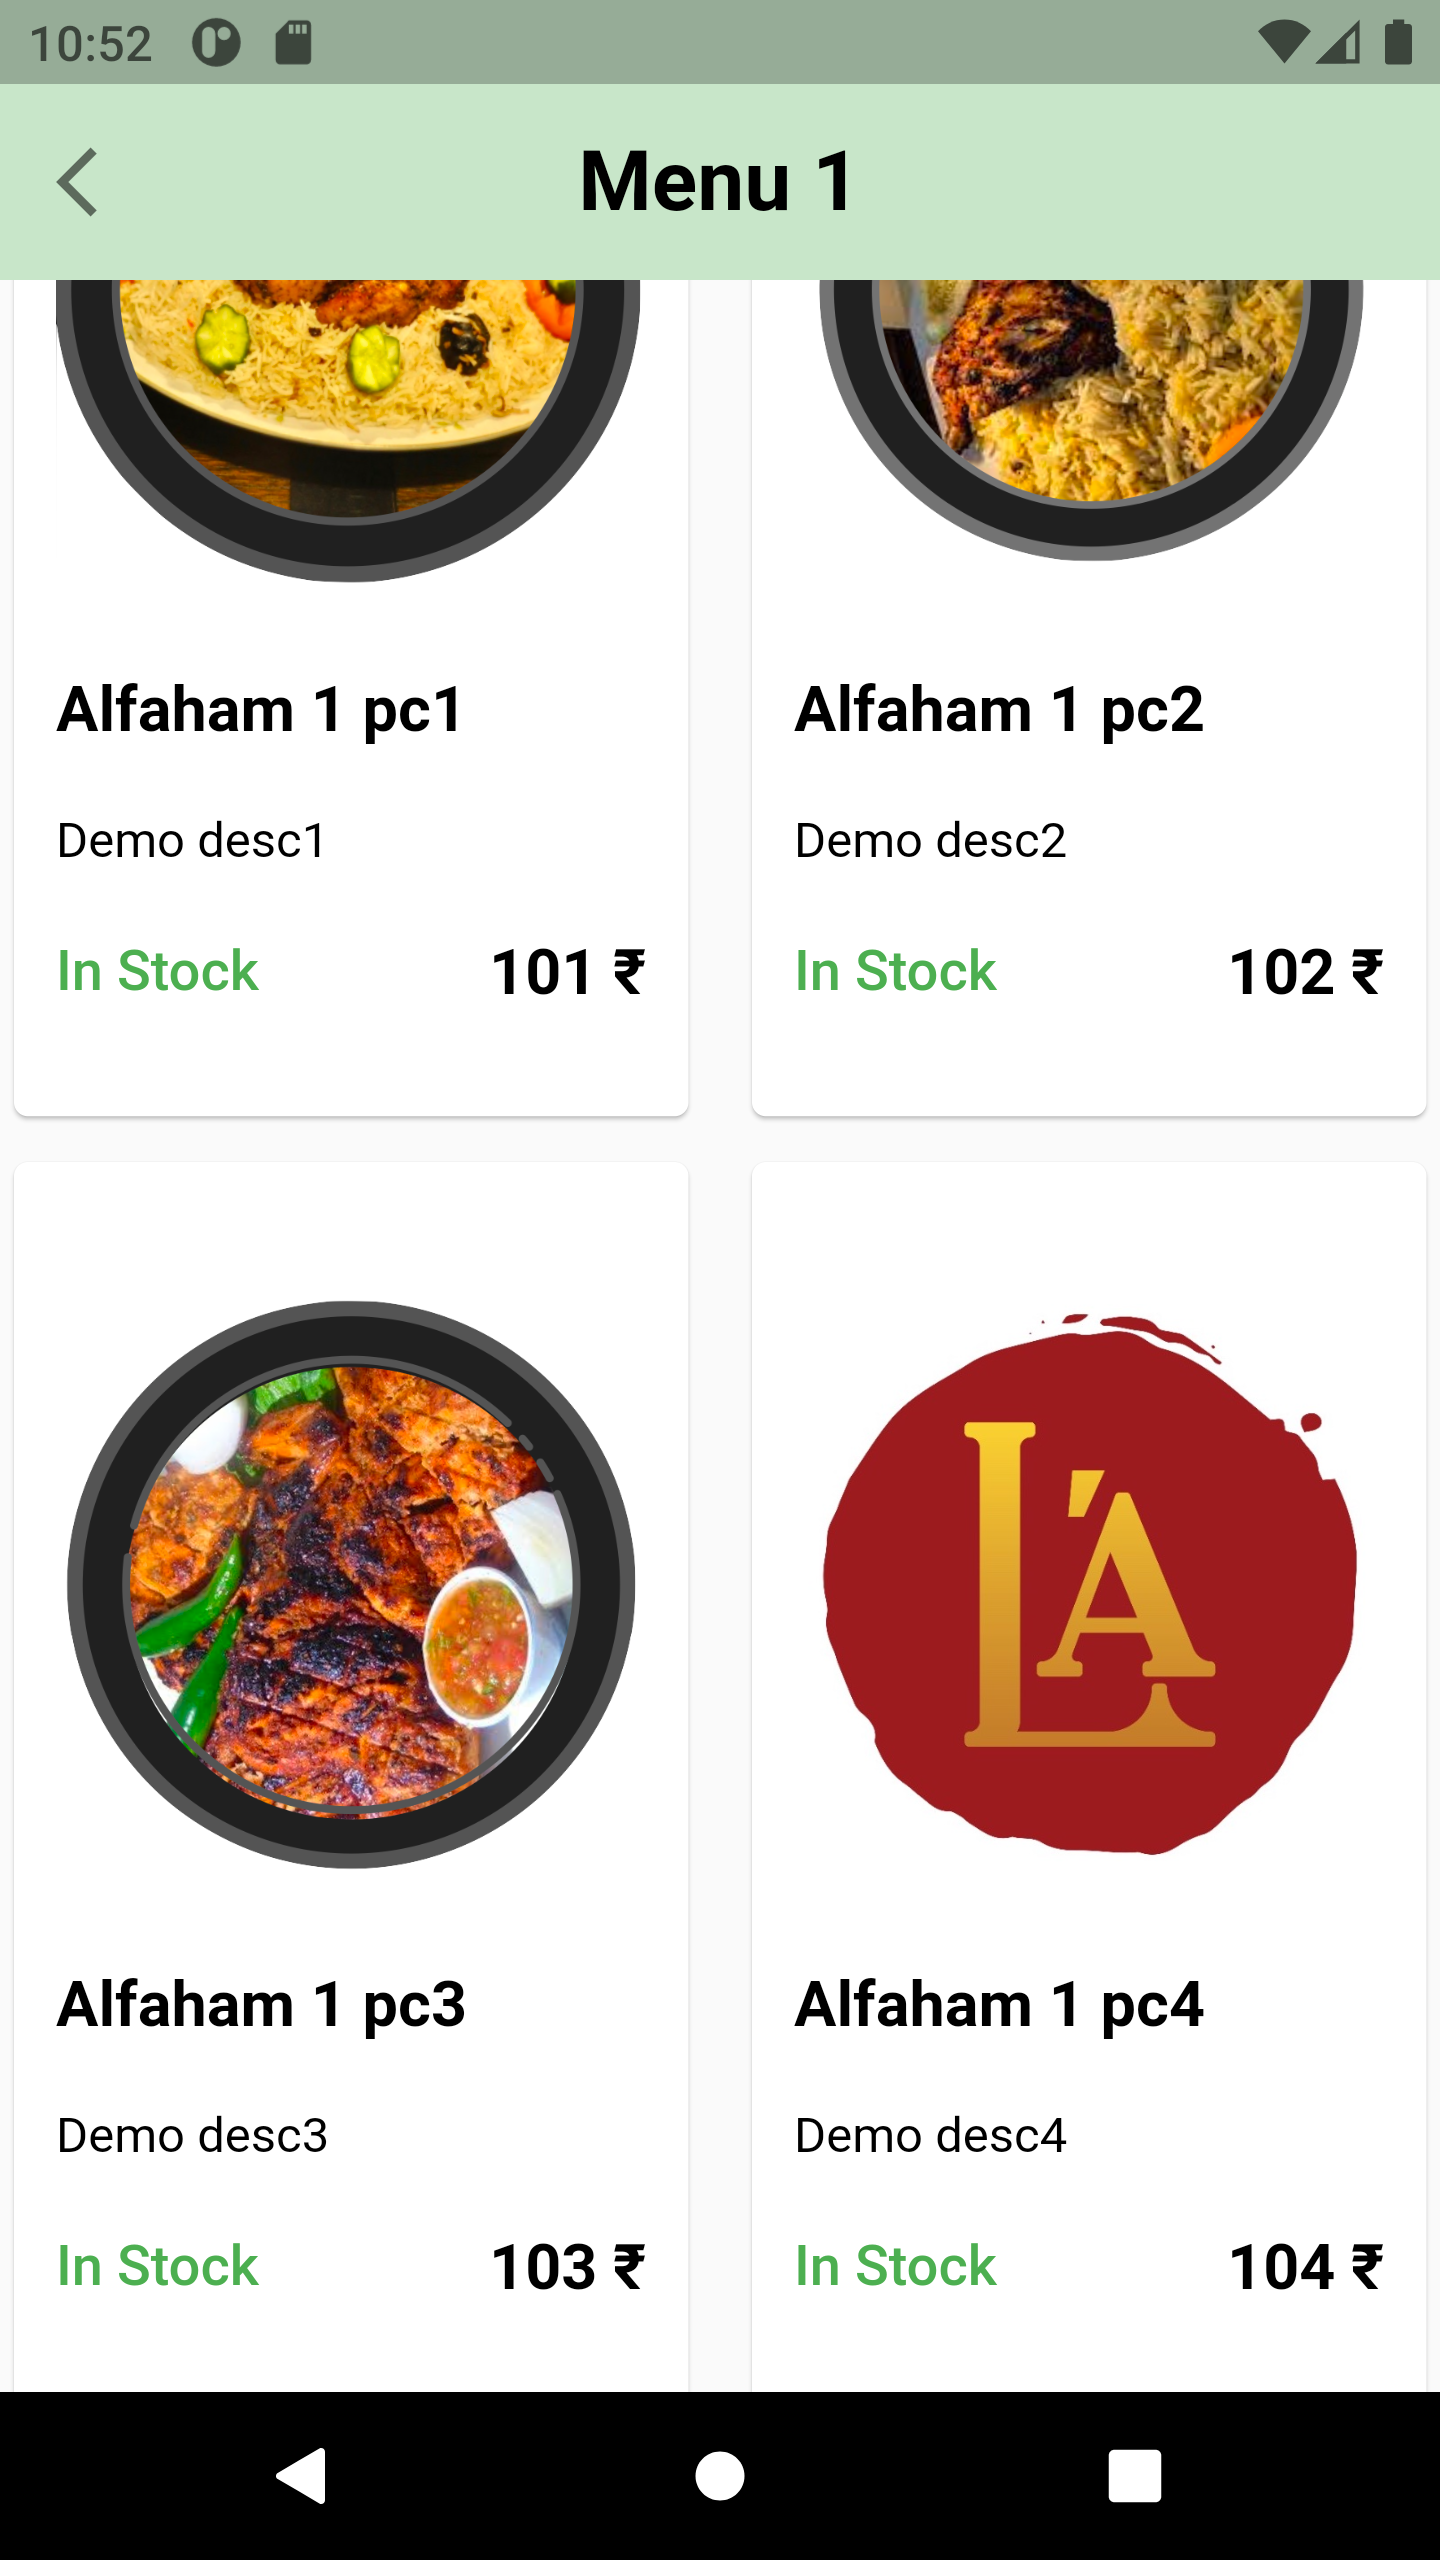 10:52
Menu 1
Alfaham 1 pc1
Demo desc1
In Stock 101 ₹
Alfaham 1 pc2
Demo desc2
In Stock 102 ₹
L'A
Alfaham 1 pc3
Demo desc3
In Stock 103 ₹
Alfaham 1 pc4
Demo desc4
In Stock 104 ₹